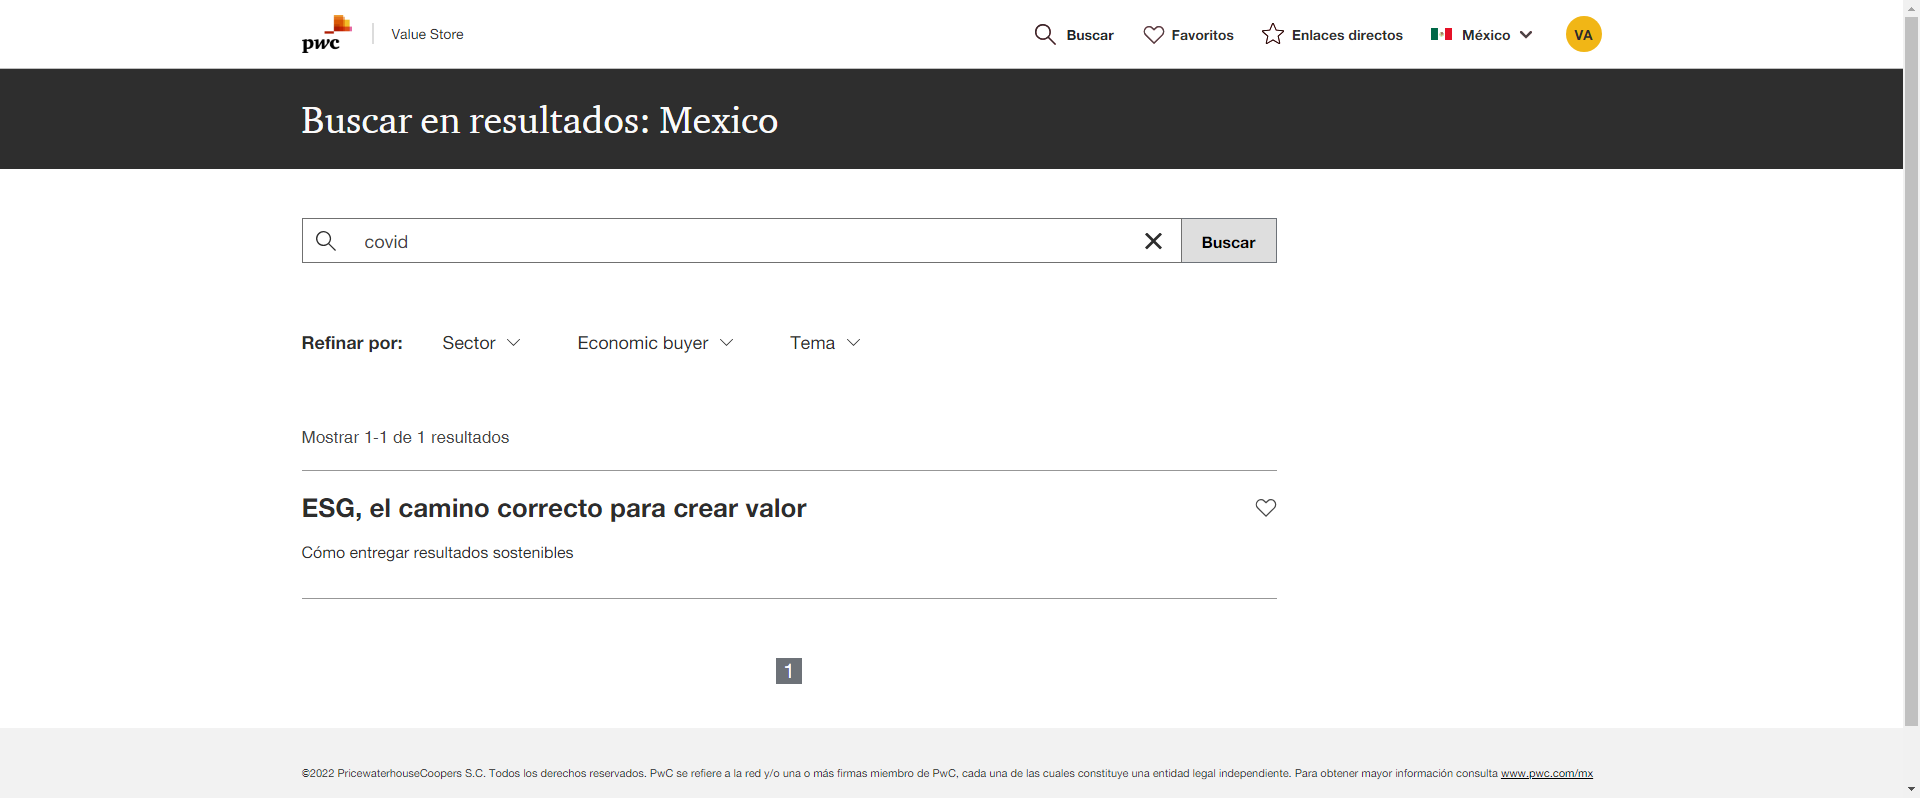 pwc
Value Store
Buscar
Favoritos
Enlaces directos
México
VA
Buscar en resultados: Mexico
covid
Buscar
Refinar por:
Sector
Economic buyer
Tema
Mostrar 1-1 de 1 resultados
ESG, el camino correcto para crear valor
Cómo entregar resultados sostenibles
1
©2022 PricewaterhouseCoopers S.C. Todos los derechos reservados. PwC se refiere a la red y/o una o más firmas miembro de PwC, cada una de las cuales constituye una entidad legal independiente. Para obtener mayor información consulta www.pwc.com/mx